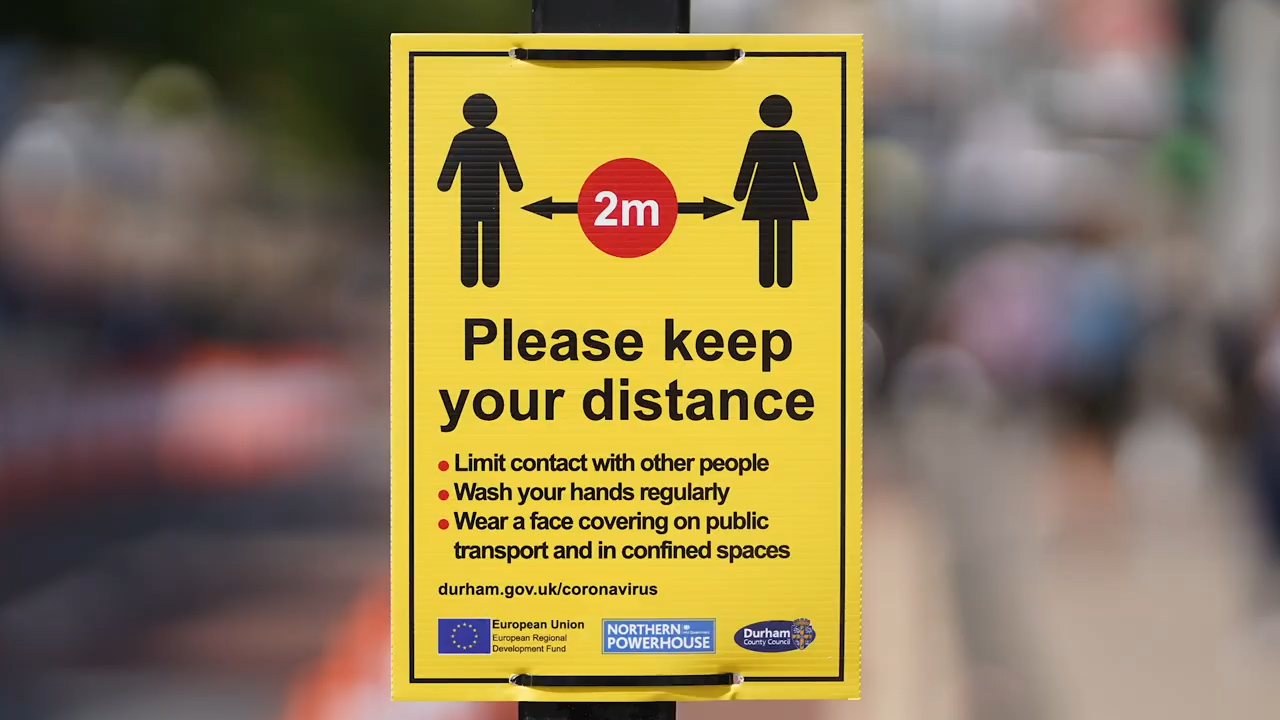 2m
Please keep
your distance
Limit contact with other people
Wash your hands regularly
Wear a face covering on public
transport and in confined spaces
durham.gov.uk/coronavirus
European Union
European Regional
Development Fund
NORTHERN
POWERHOUSE
Durham
County Council